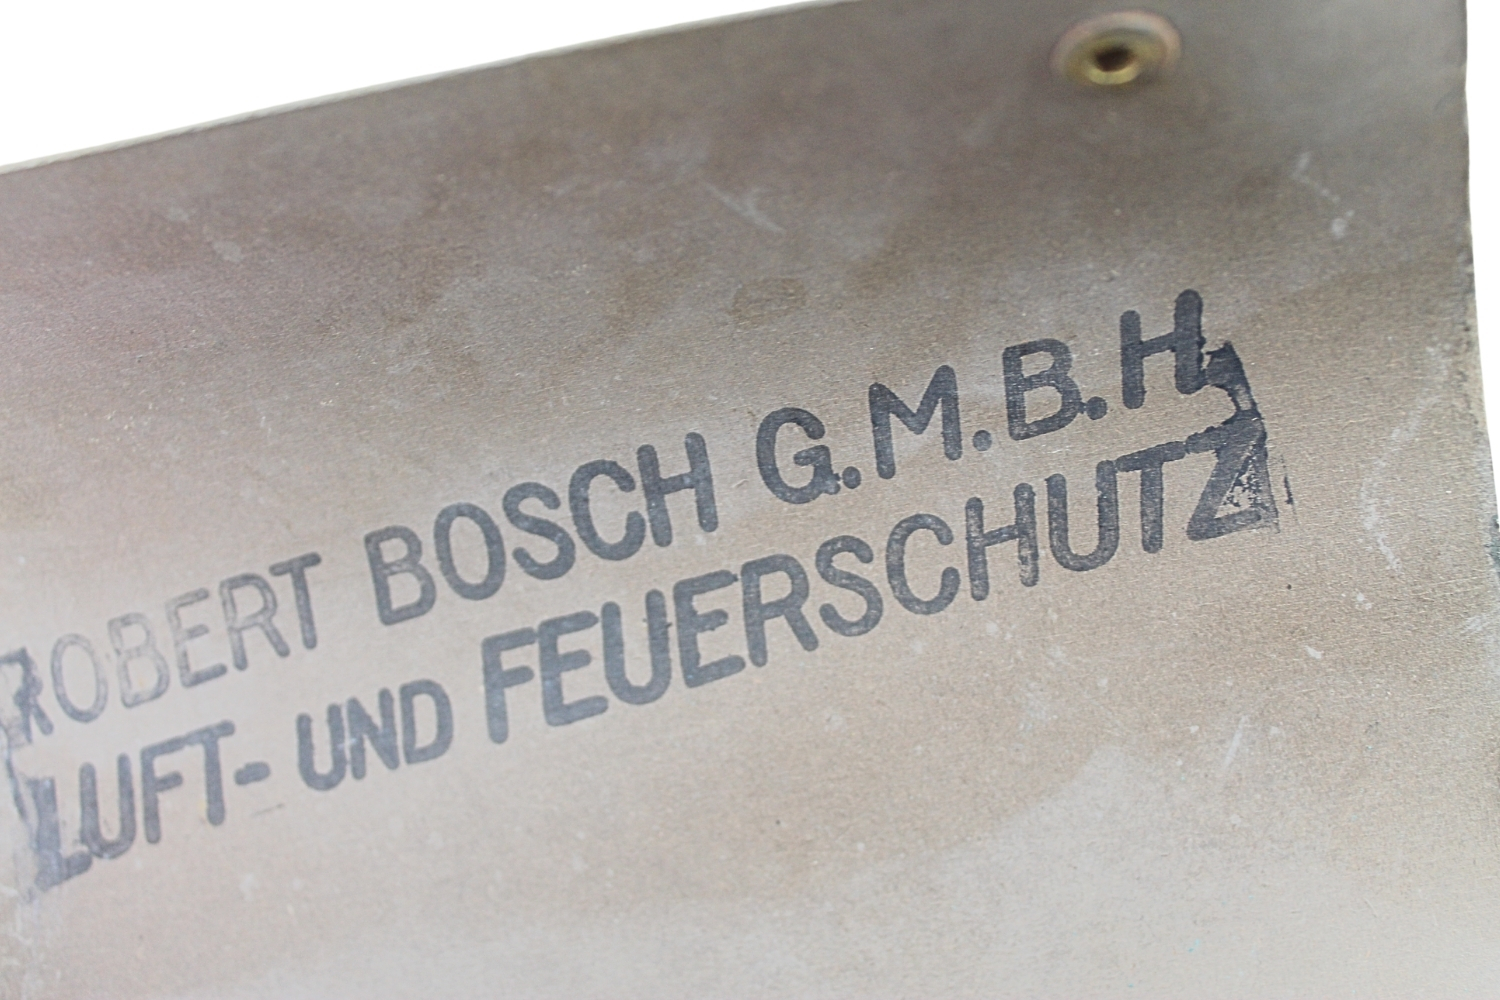 ROBERT BOSCH G.M.B.H
LUFT- UND FEUERSCHUTZ